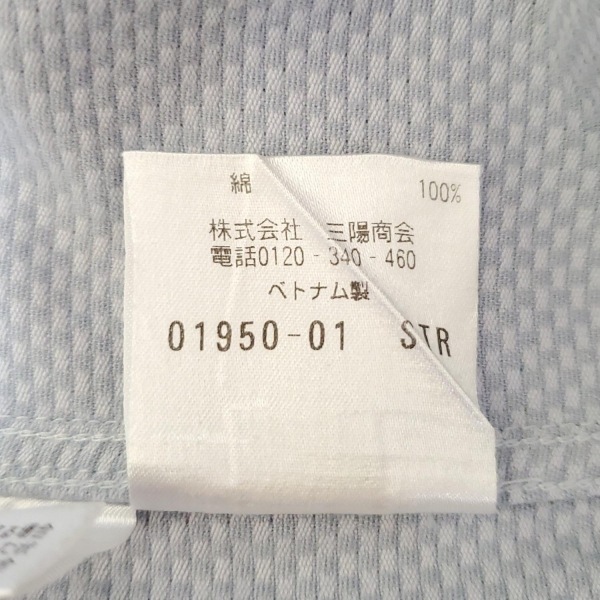 綿 100%
株式会社 三陽商会
電話0120-340-460
ベトナム製
01950-01 STR